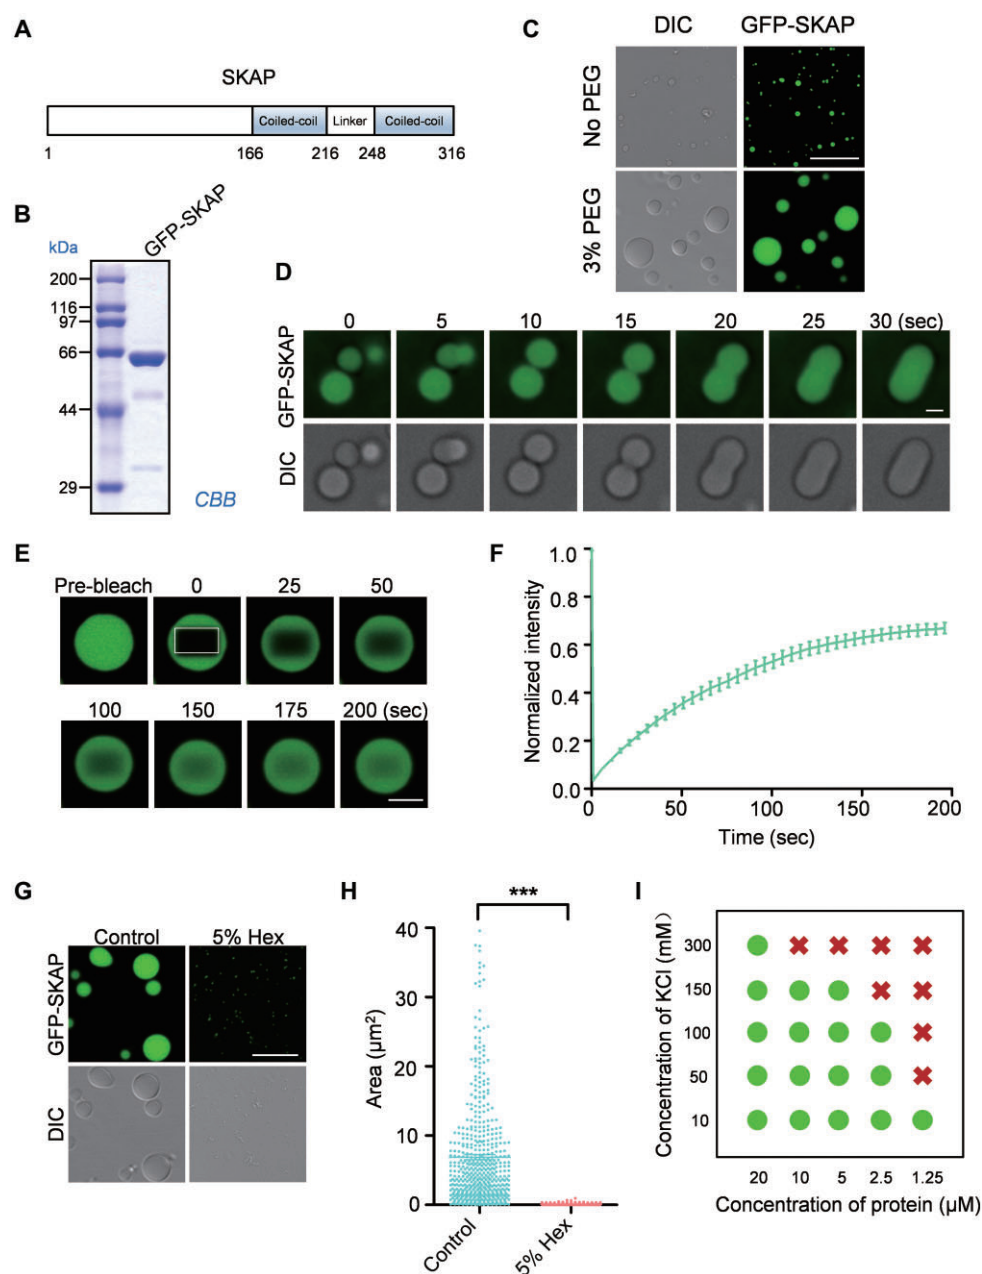 A
SKAP
Coiled-coil Linker Coiled-coil
1 166 216 248 316
B
kDa GFP-SKAP
200
116
97
66
44
29
CBB
C
DIC GFP-SKAP
No PEG
3% PEG
D
0 5 10 15 20 25 30 (sec)
GFP-SKAP
DIC
E
Pre-bleach 0 25 50
100 150 175 200 (sec)
F
Normalized intensity
1.0
0.8
0.6
0.4
0.2
0.0
0 50 100 150 200
Time (sec)
G
Control 5% Hex
GFP-SKAP
DIC
H
***
Area (µm²)
40
30
20
10
0
Control 5% Hex
I
Concentration of KCl (mM)
300
150
100
50
10
20 10 5 2.5 1.25
Concentration of protein (µM)